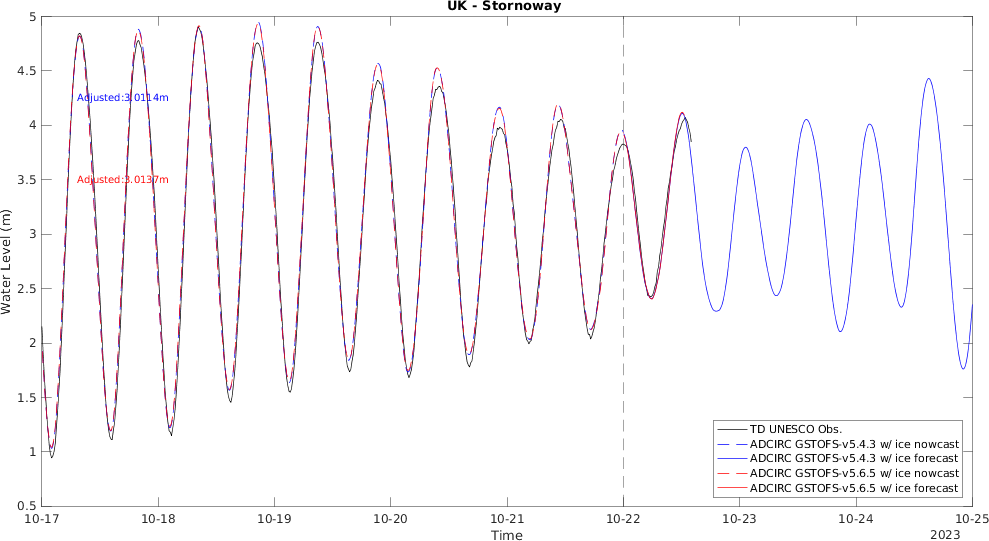 UK - Stornoway
5
4.5
4
3.5
3
2.5
2
1.5
1
0.5
Water Level (m)
Adjusted:3.0114m
Adjusted:3.0137m
TD UNESCO Obs.
ADCIRC GSTOFS-v5.4.3 w/ ice nowcast
ADCIRC GSTOFS-v5.4.3 w/ ice forecast
ADCIRC GSTOFS-v5.6.5 w/ ice nowcast
ADCIRC GSTOFS-v5.6.5 w/ ice forecast
10-17 10-18 10-19 10-20 10-21 10-22 10-23 10-24 10-25
Time
2023